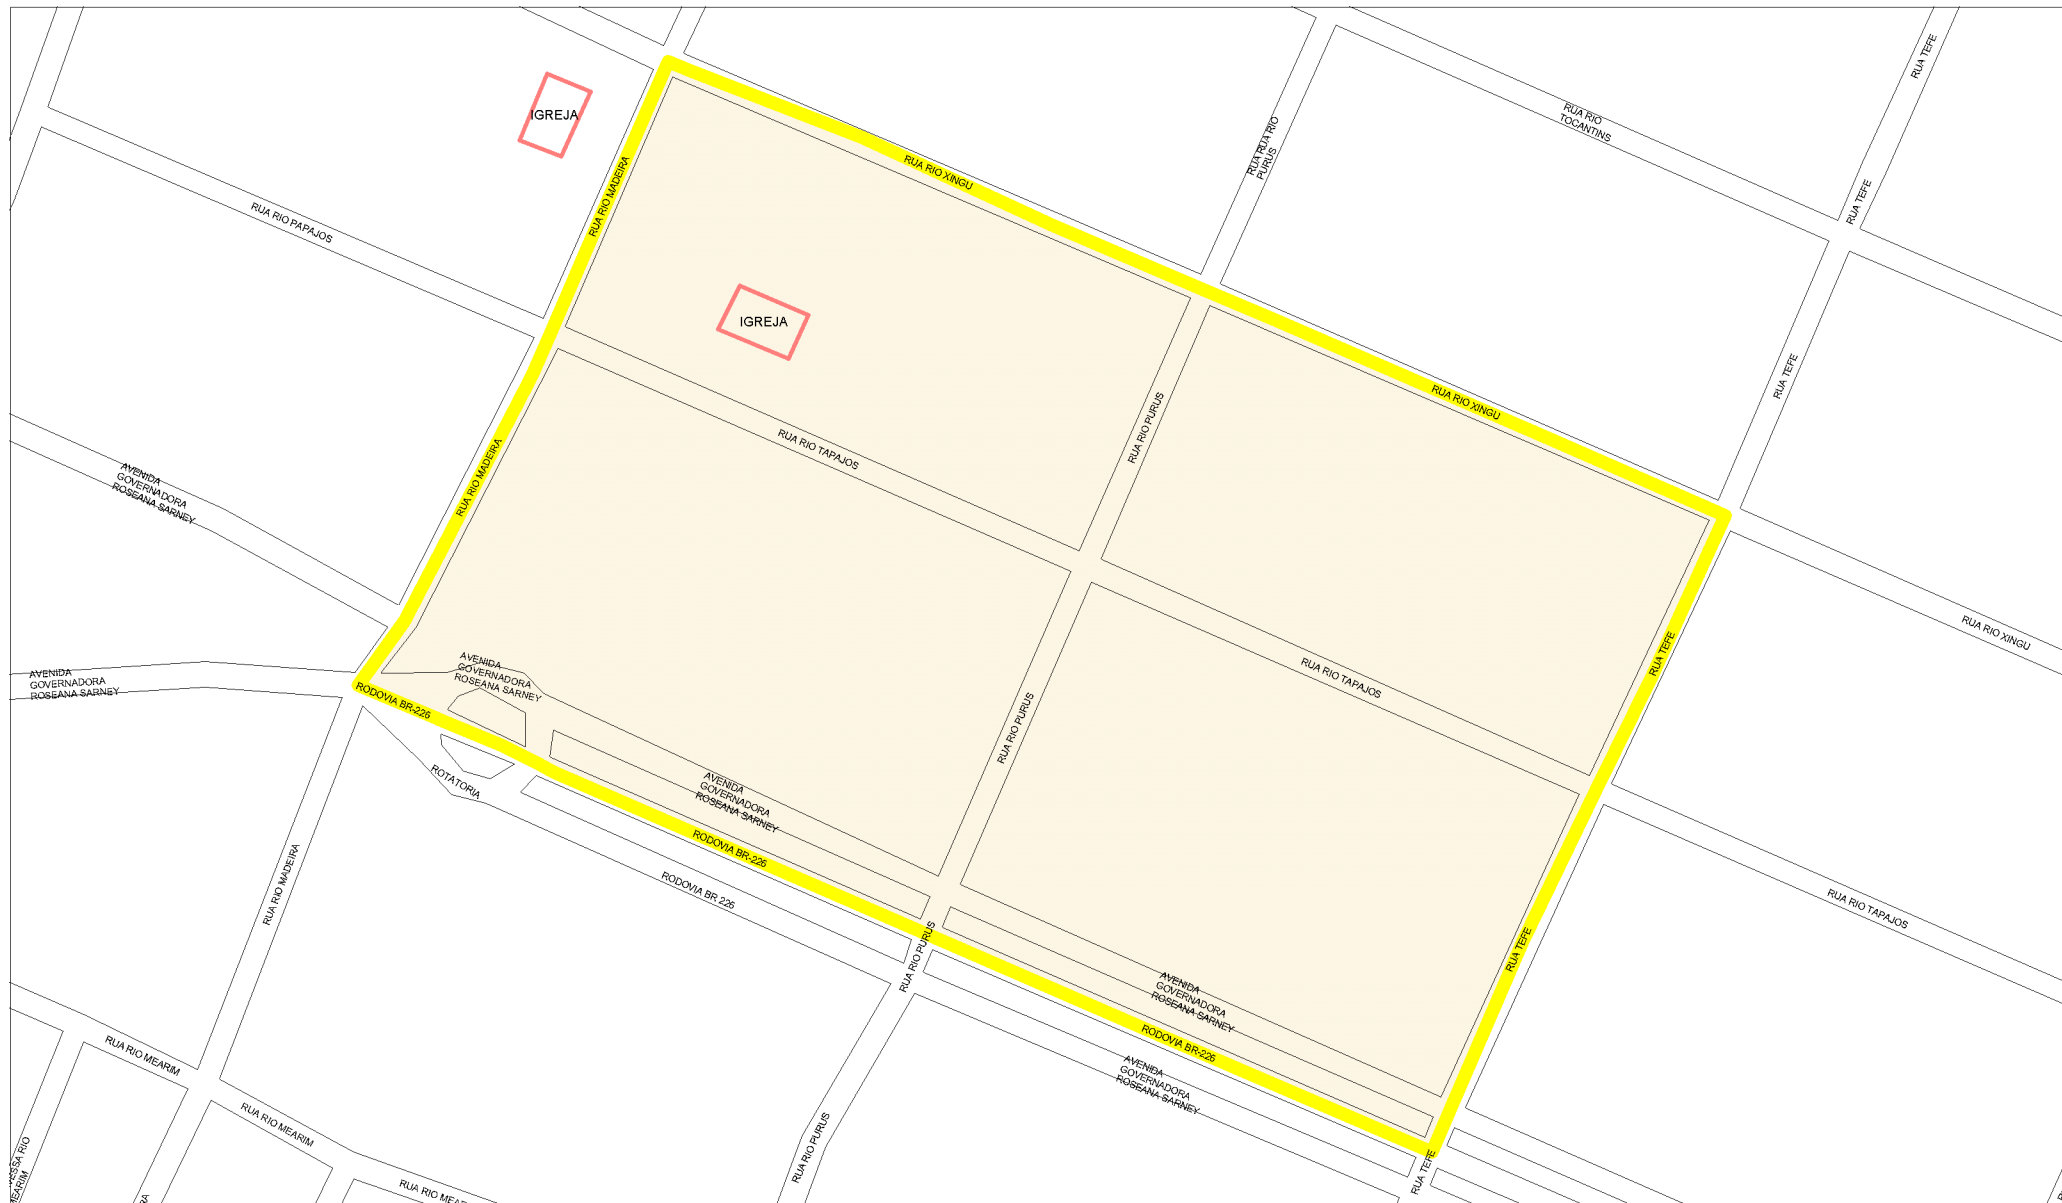 RUA TEFE
IGREJA
RUA RIO
TOCANTINS
RUA RUA RIO
PURUS
RUA RIO XINGU
RUA RIO MADEIRA
RUA TEFE
RUA RIO PAPAJOS
IGREJA
RUA TEFE
RUA RIO XINGU
RUA RIO PURUS
RUA RIO TAPAJOS
RUA RIO MADEIRA
AVENIDA
GOVERNADORA
ROSEANA SARNEY
RUA RIO XINGU
RUA TEFE
AVENIDA
GOVERNADORA
ROSEANA SARNEY
AVENIDA
GOVERNADORA
ROSEANA SARNEY
RUA RIO TAPAJOS
RODOVIA BR-226
RUA RIO PURUS
ROTATORIA
AVENIDA
GOVERNADORA
ROSEANA SARNEY
RODOVIA BR-226
RUA RIO MADEIRA
RODOVIA BR 226
RUA RIO TAPAJOS
RUA TEFE
RUA RIO PURUS
AVENIDA
GOVERNADORA
ROSEANA SARNEY
RODOVIA BR-226
RUA RIO MEARIM
AVENIDA
GOVERNADORA
ROSEANA SARNEY
RUA RIO MEARIM
RUA RIO PURUS
RUA TEFE
RUA RIO